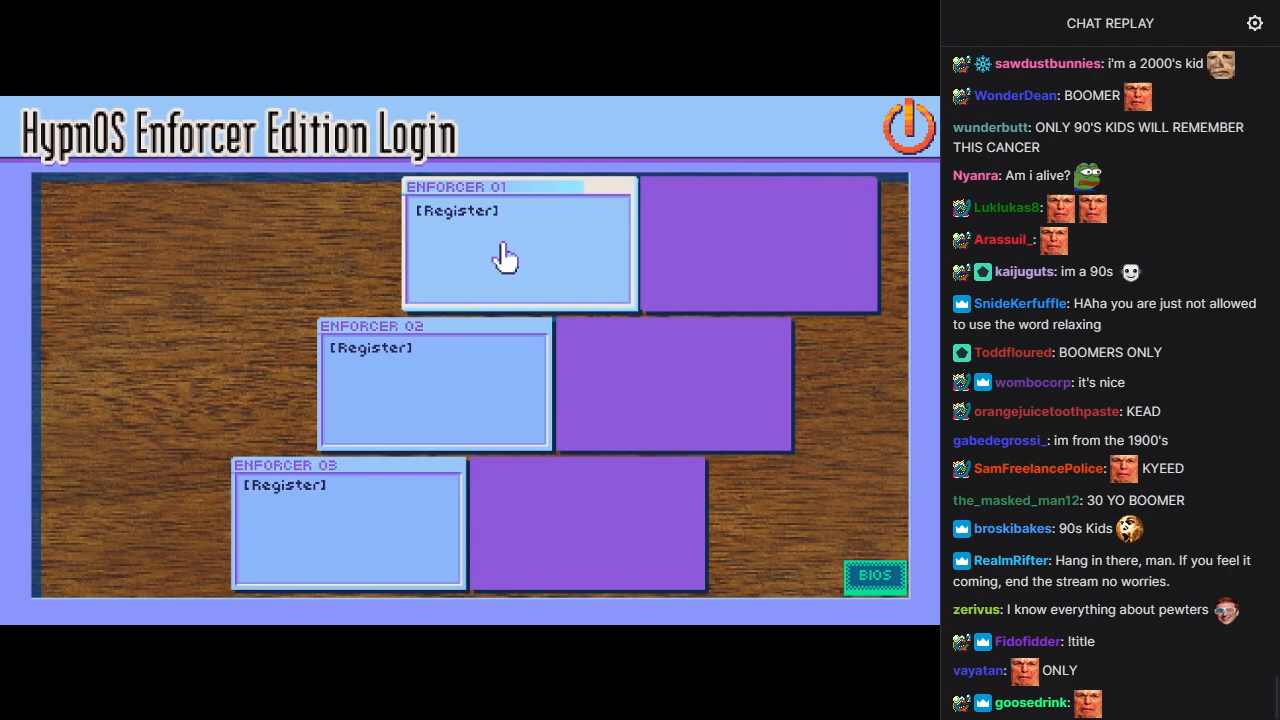 HypnOS Enforcer Edition Login
ENFORCER 01
[Register]
ENFORCER 02
[Register]
ENFORCER 03
[Register]
BIOS
CHAT REPLAY
sawdustbunnies: i'm a 2000's kid
WonderDean: BOOMER
wunderbutt: ONLY 90'S KIDS WILL REMEMBER
THIS CANCER
Nyanra: Am i alive?
Luklukas8:
Arassuil_:
kaijuguts: im a 90s
SnideKerfuffle: HAha you are just not allowed
to use the word relaxing
Toddfloured: BOOMERS ONLY
wombocorp: it's nice
orangejuicetoothpaste: KEAD
gabedegrossi_: im from the 1900's
SamFreelancePolice: KYEED
the_masked_man12: 30 YO BOOMER
broskibakes: 90s Kids
RealmRifter: Hang in there, man. If you feel it
coming, end the stream no worries.
zerivus: I know everything about pewters
Fidofidder: !title
vayatan: ONLY
goosedrink: